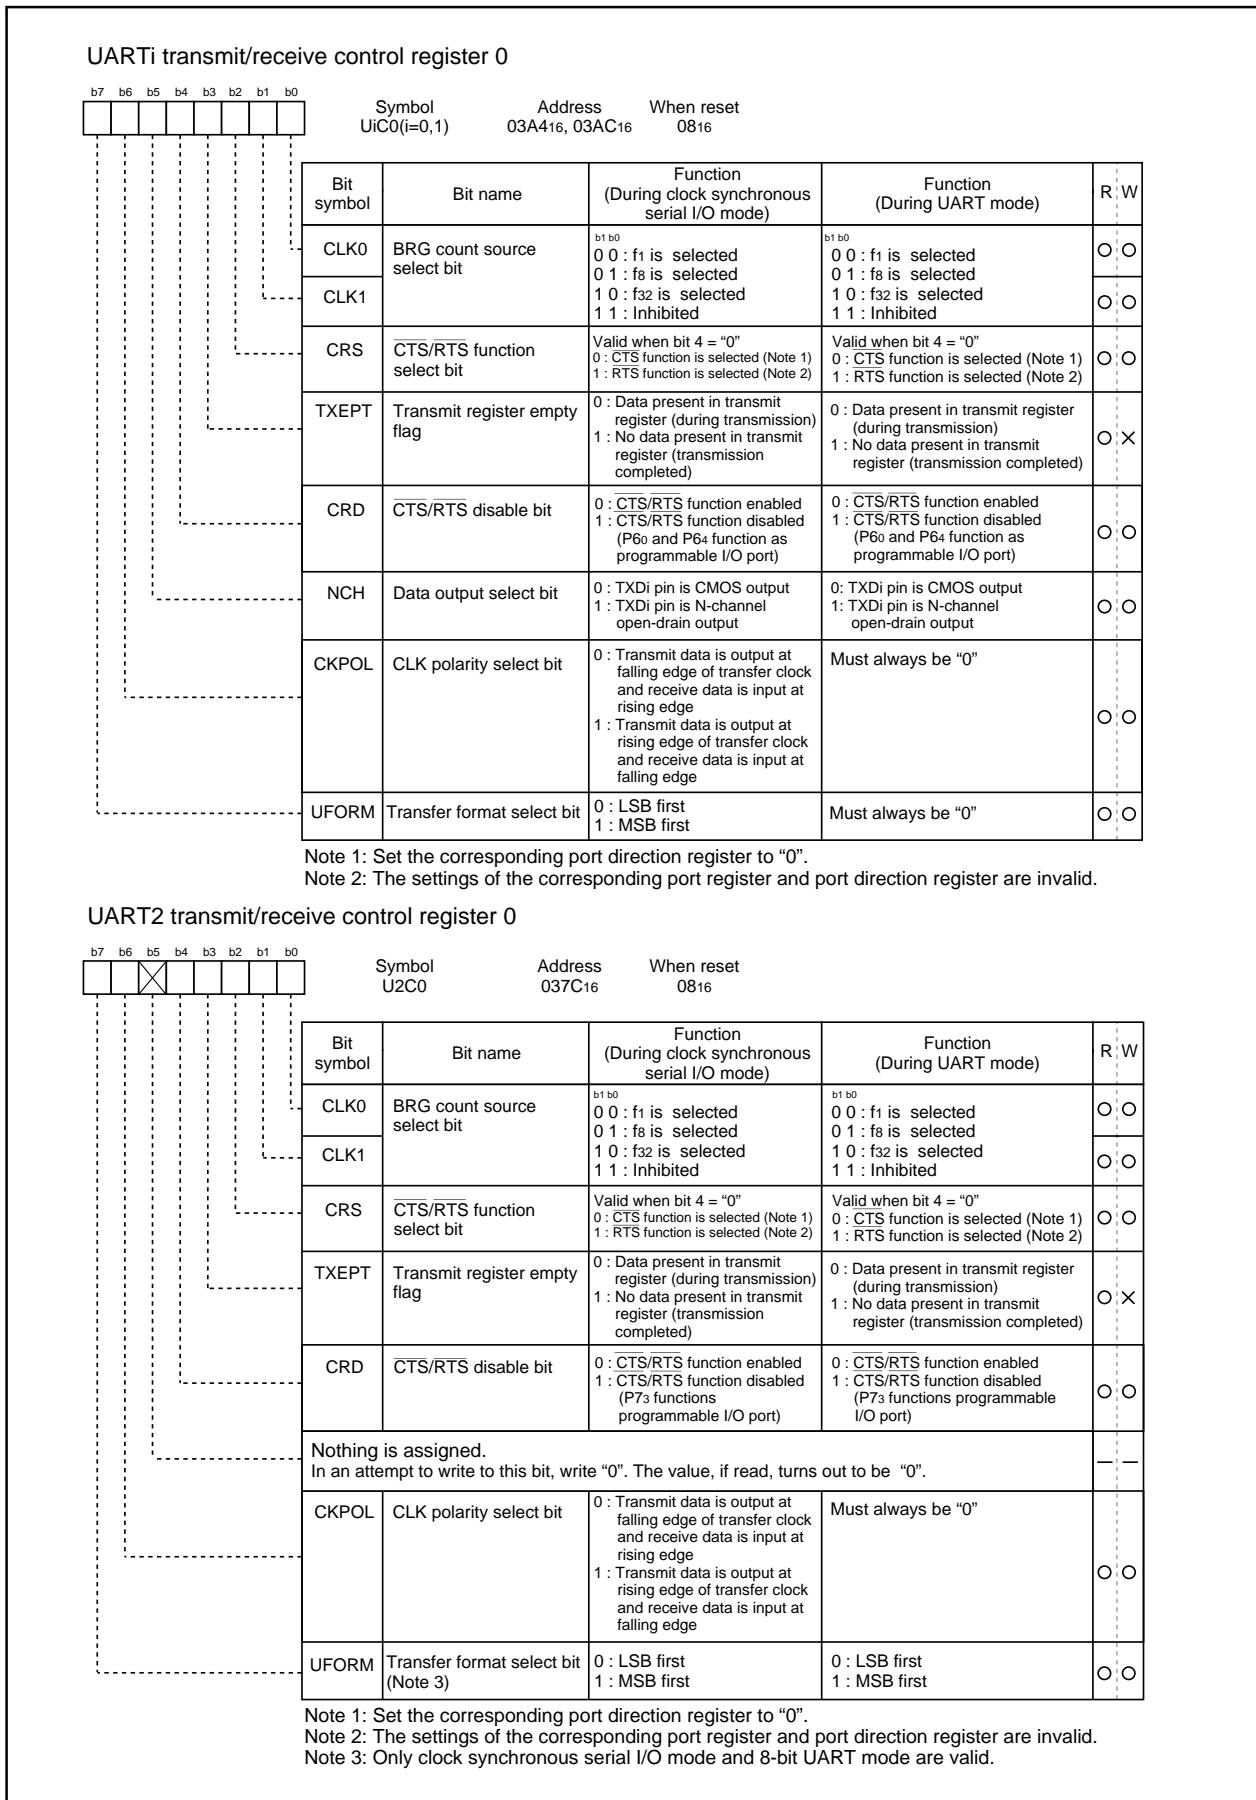 UARTi transmit/receive control register 0
b7 b6 b5 b4 b3 b2 b1 b0
Symbol Address When reset
UiC0(i=0,1) 03A416, 03AC16 0816
Bit symbol Bit name Function (During clock synchronous serial I/O mode) Function (During UART mode) R W
CLK0 BRG count source select bit
b1 b0
0 0 : f1 is selected
0 1 : f8 is selected
1 0 : f32 is selected
1 1 : Inhibited
b1 b0
0 0 : f1 is selected
0 1 : f8 is selected
1 0 : f32 is selected
1 1 : Inhibited
CLK1
CRS CTS/RTS function select bit
Valid when bit 4 = “0”
0 : CTS function is selected (Note 1)
1 : RTS function is selected (Note 2)
Valid when bit 4 = “0”
0 : CTS function is selected (Note 1)
1 : RTS function is selected (Note 2)
TXEPT Transmit register empty flag
0 : Data present in transmit
register (during transmission)
1 : No data present in transmit
register (transmission
completed)
0 : Data present in transmit register
(during transmission)
1 : No data present in transmit
register (transmission completed)
CRD CTS/RTS disable bit
0 : CTS/RTS function enabled
1 : CTS/RTS function disabled
(P60 and P64 function as
programmable I/O port)
0 : CTS/RTS function enabled
1 : CTS/RTS function disabled
(P60 and P64 function as
programmable I/O port)
NCH Data output select bit
0 : TXDi pin is CMOS output
1 : TXDi pin is N-channel
open-drain output
0: TXDi pin is CMOS output
1: TXDi pin is N-channel
open-drain output
CKPOL CLK polarity select bit
0 : Transmit data is output at
falling edge of transfer clock
and receive data is input at
rising edge
1 : Transmit data is output at
rising edge of transfer clock
and receive data is input at
falling edge
Must always be “0”
UFORM Transfer format select bit
0 : LSB first
1 : MSB first
Must always be “0”
Note 1: Set the corresponding port direction register to “0”.
Note 2: The settings of the corresponding port register and port direction register are invalid.
UART2 transmit/receive control register 0
b7 b6 b5 b4 b3 b2 b1 b0
Symbol Address When reset
U2C0 037C16 0816
Bit symbol Bit name Function (During clock synchronous serial I/O mode) Function (During UART mode) R W
CLK0 BRG count source select bit
b1 b0
0 0 : f1 is selected
0 1 : f8 is selected
1 0 : f32 is selected
1 1 : Inhibited
b1 b0
0 0 : f1 is selected
0 1 : f8 is selected
1 0 : f32 is selected
1 1 : Inhibited
CLK1
CRS CTS/RTS function select bit
Valid when bit 4 = “0”
0 : CTS function is selected (Note 1)
1 : RTS function is selected (Note 2)
Valid when bit 4 = “0”
0 : CTS function is selected (Note 1)
1 : RTS function is selected (Note 2)
TXEPT Transmit register empty flag
0 : Data present in transmit
register (during transmission)
1 : No data present in transmit
register (transmission
completed)
0 : Data present in transmit register
(during transmission)
1 : No data present in transmit
register (transmission completed)
CRD CTS/RTS disable bit
0 : CTS/RTS function enabled
1 : CTS/RTS function disabled
(P73 functions
programmable I/O port)
0 : CTS/RTS function enabled
1 : CTS/RTS function disabled
(P73 functions programmable
I/O port)
Nothing is assigned.
In an attempt to write to this bit, write “0”. The value, if read, turns out to be “0”.
CKPOL CLK polarity select bit
0 : Transmit data is output at
falling edge of transfer clock
and receive data is input at
rising edge
1 : Transmit data is output at
rising edge of transfer clock
and receive data is input at
falling edge
Must always be “0”
UFORM Transfer format select bit (Note 3)
0 : LSB first
1 : MSB first
0 : LSB first
1 : MSB first
Note 1: Set the corresponding port direction register to “0”.
Note 2: The settings of the corresponding port register and port direction register are invalid.
Note 3: Only clock synchronous serial I/O mode and 8-bit UART mode are valid.